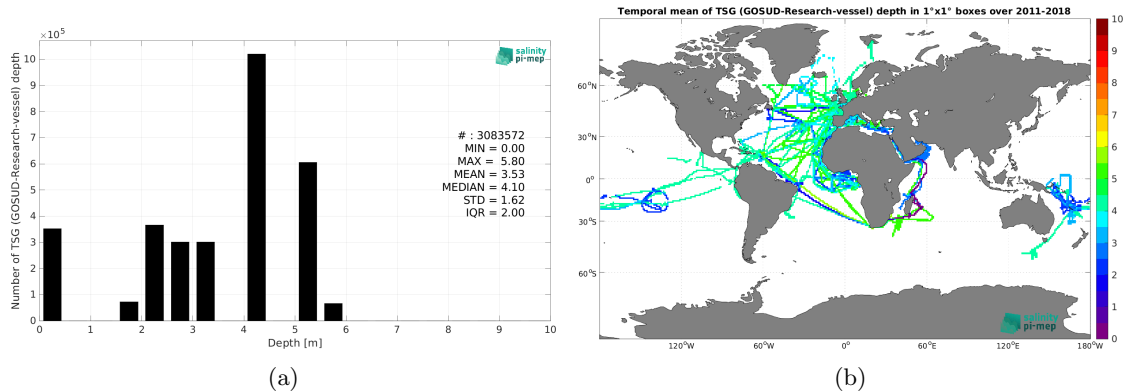 ×10⁵
10
9
8
7
6
5
4
3
2
1
0
Number of TSG (GOSUD-Research-vessel) depth
salinity
pi-mep
# : 3083572
MIN = 0.00
MAX = 5.80
MEAN = 3.53
MEDIAN = 4.10
STD = 1.62
IQR = 2.00
0 1 2 3 4 5 6 7 8 9 10
Depth [m]
(a)
Temporal mean of TSG (GOSUD-Research-vessel) depth in 1°x1° boxes over 2011-2018
60°N
30°N
0°
30°S
60°S
120°W 60°W 0° 60°E 120°E 180°W
salinity
pi-mep
10
9
8
7
6
5
4
3
2
1
0
(b)